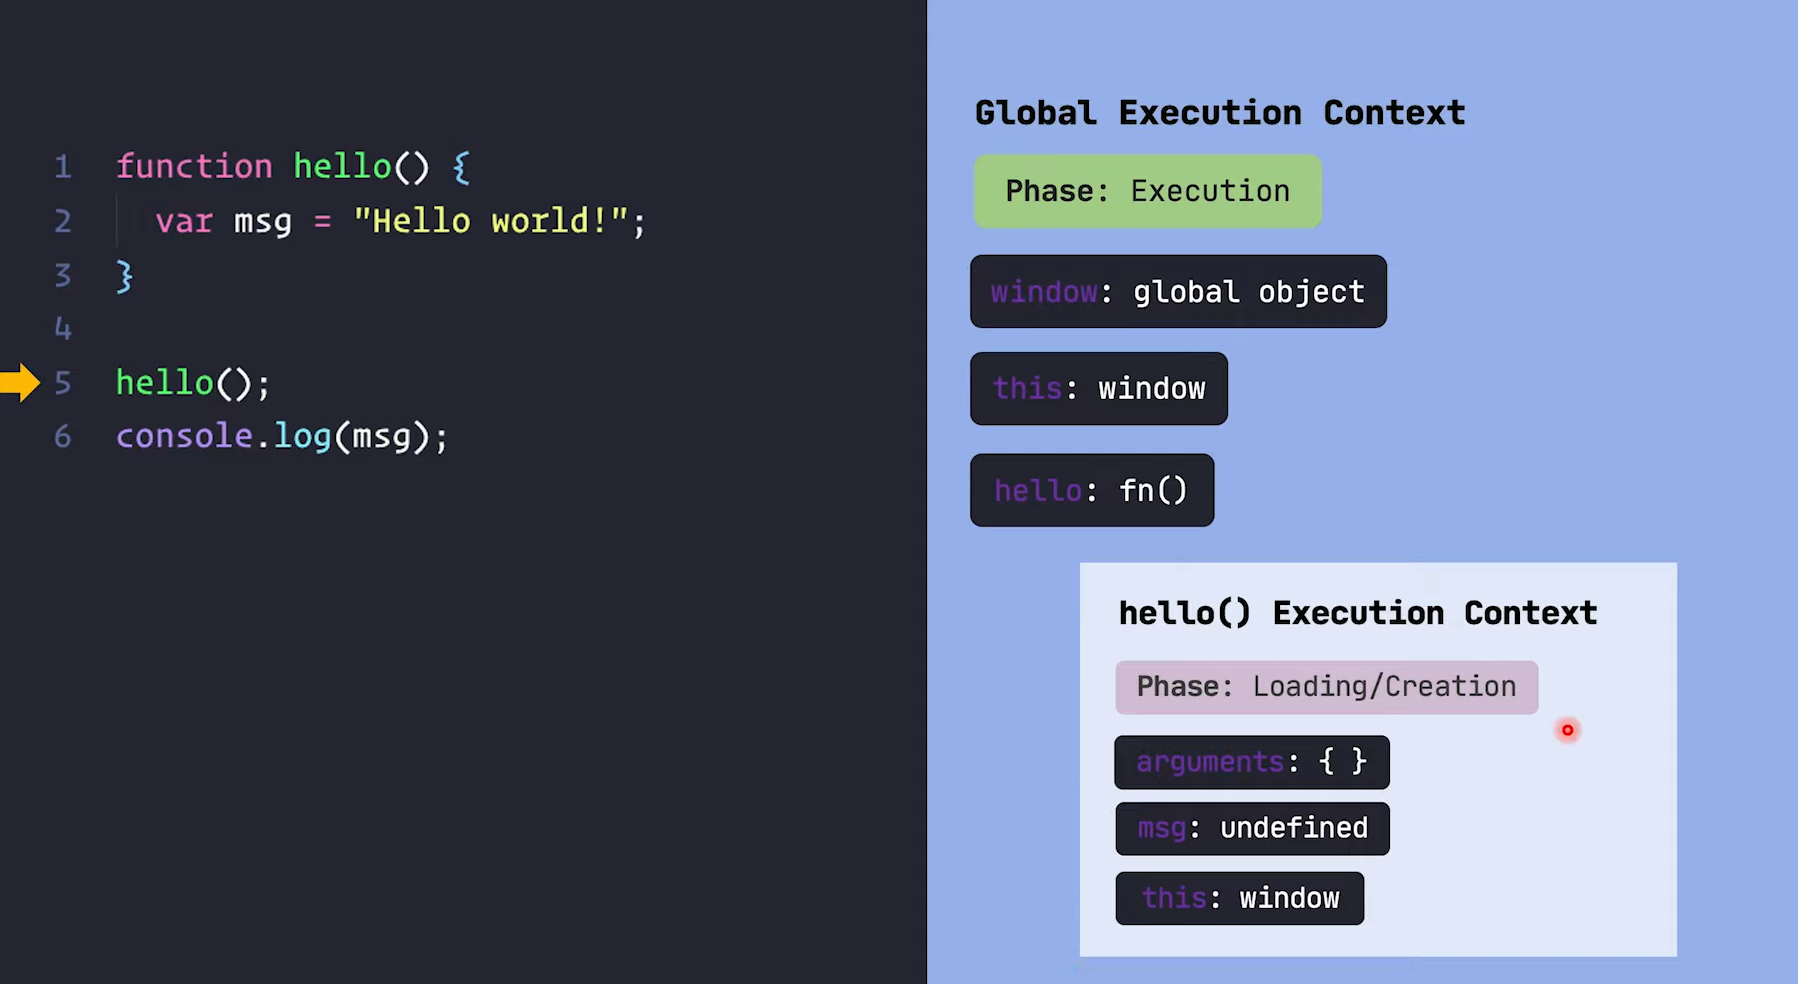 1 function hello() {
2 var msg = "Hello world!";
3 }
4
5 hello();
6 console.log(msg);
Global Execution Context
Phase: Execution
window: global object
this: window
hello: fn()
hello() Execution Context
Phase: Loading/Creation
arguments: { }
msg: undefined
this: window